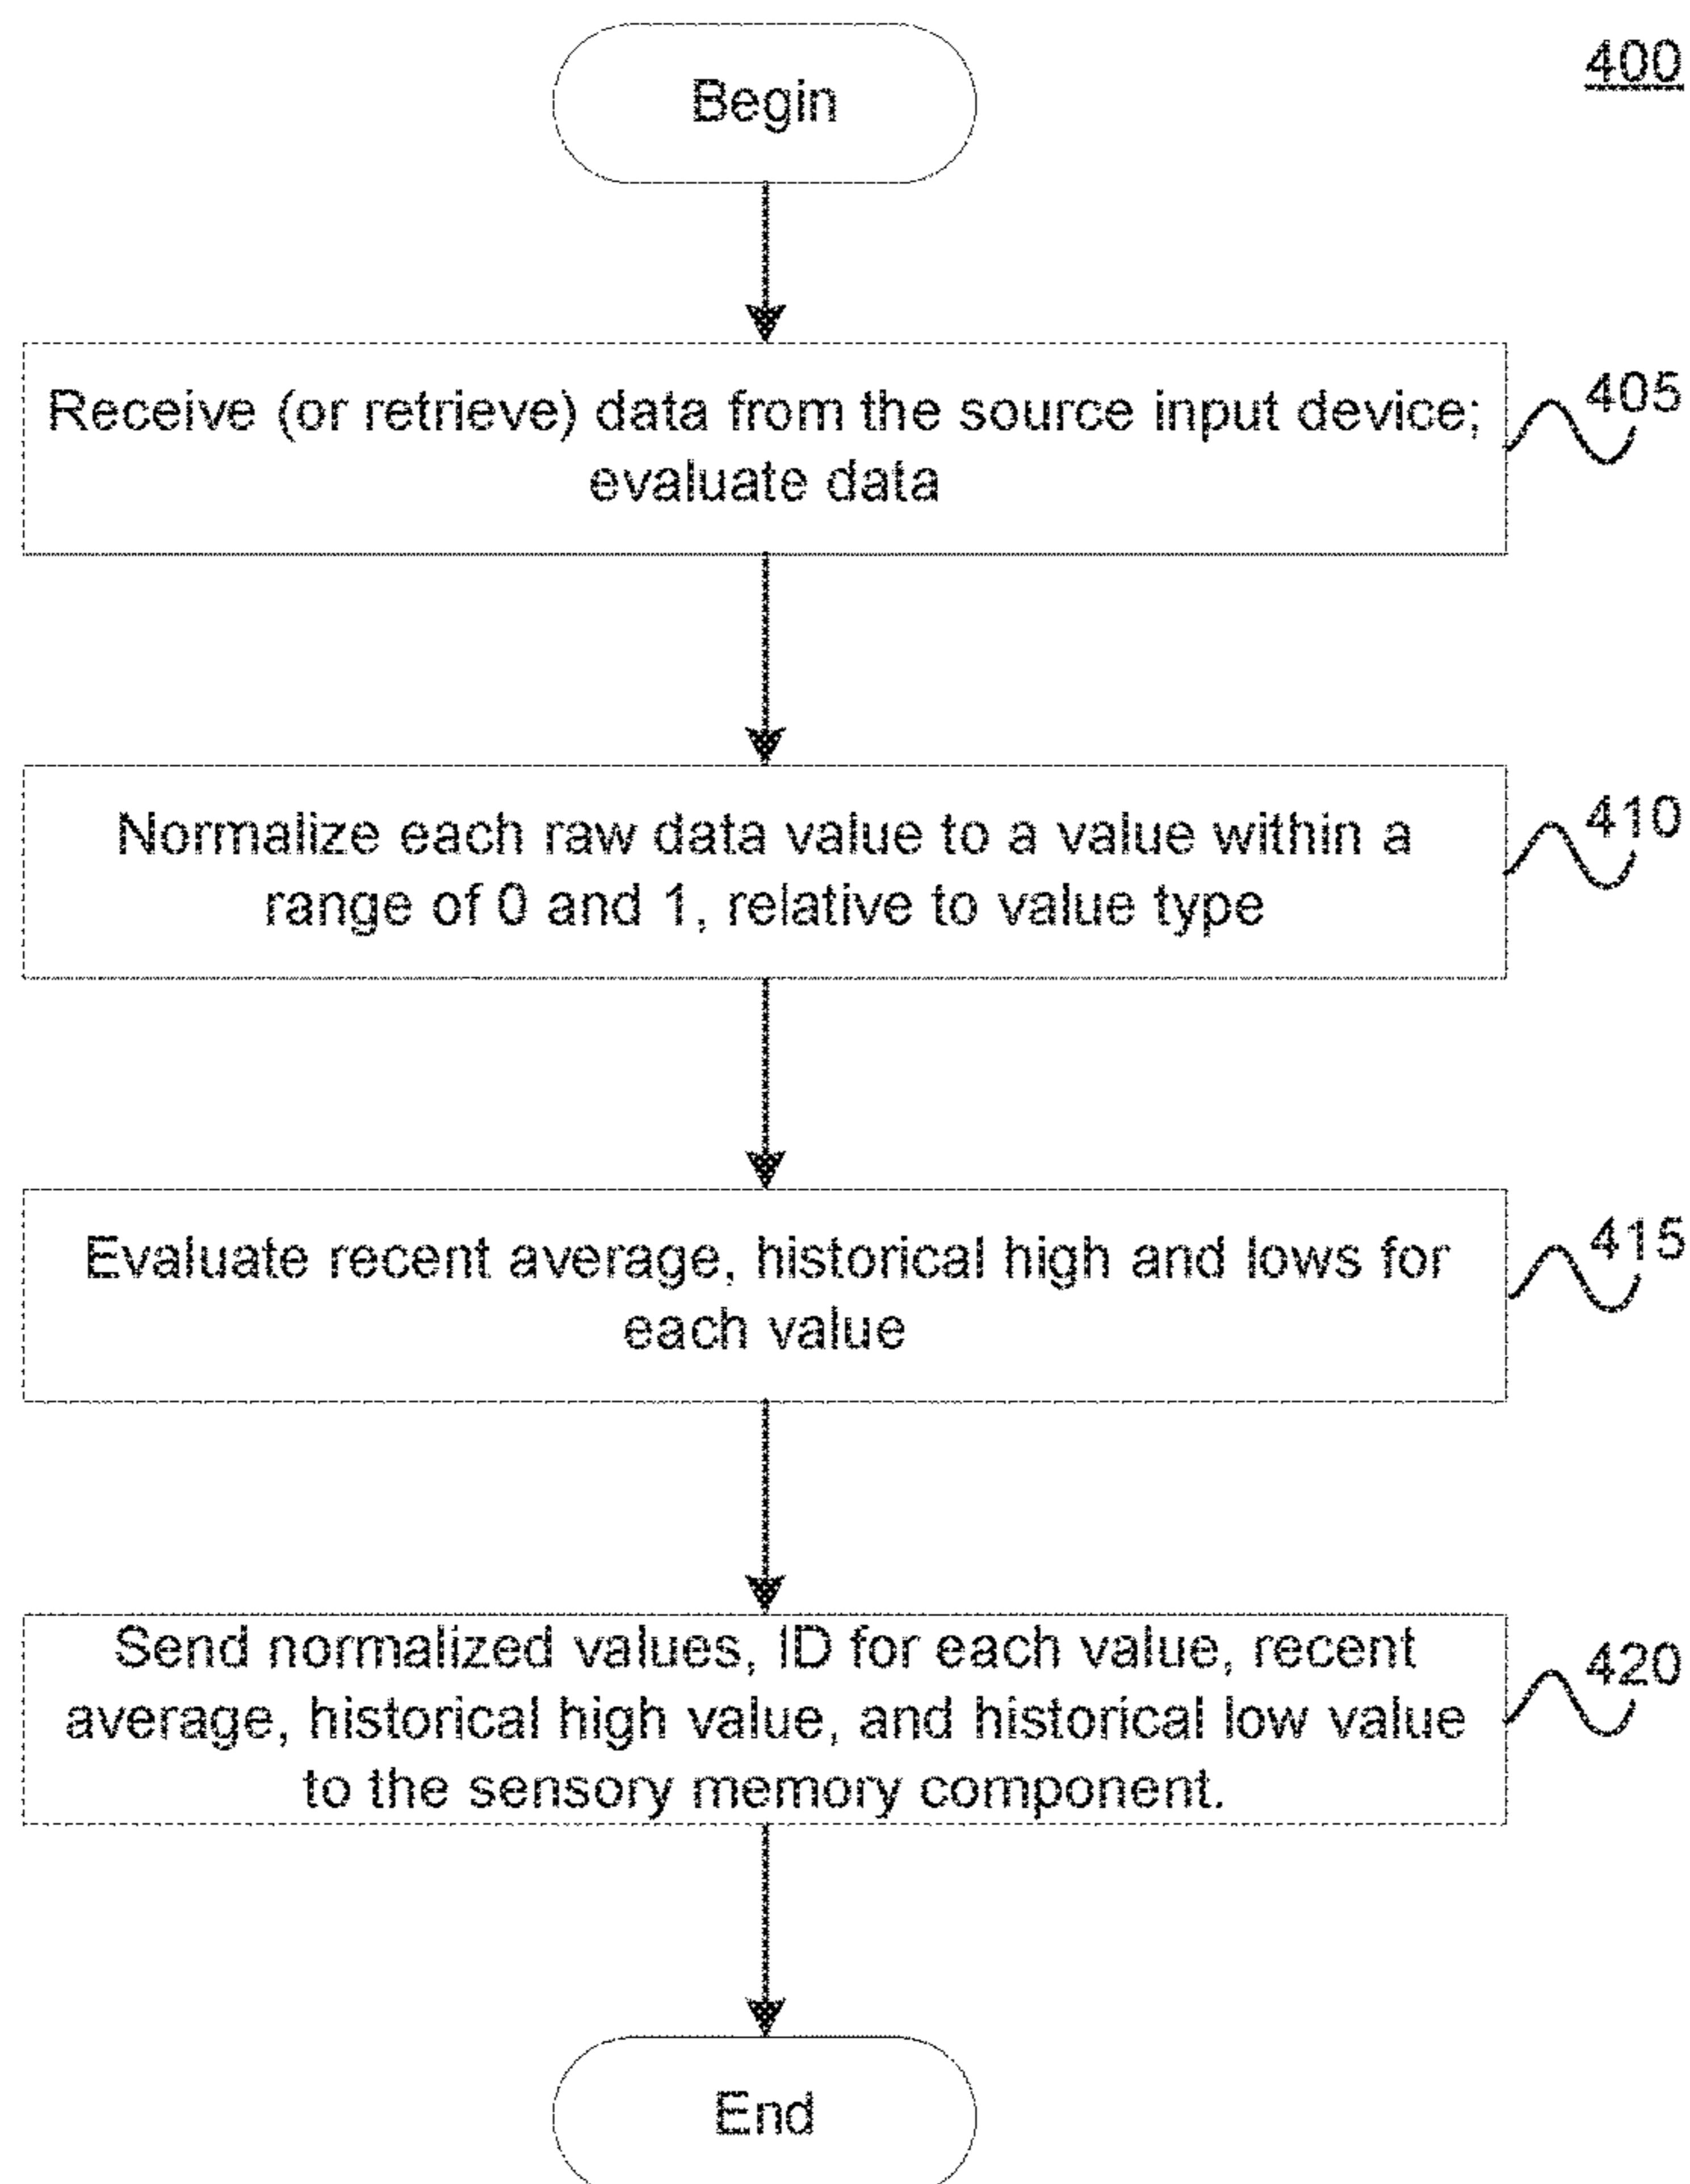 400
Begin
Receive (or retrieve) data from the source input device;
evaluate data
405
Normalize each raw data value to a value within a
range of 0 and 1, relative to value type
410
Evaluate recent average, historical high and lows for
each value
415
Send normalized values, ID for each value, recent
average, historical high value, and historical low value
to the sensory memory component.
420
End